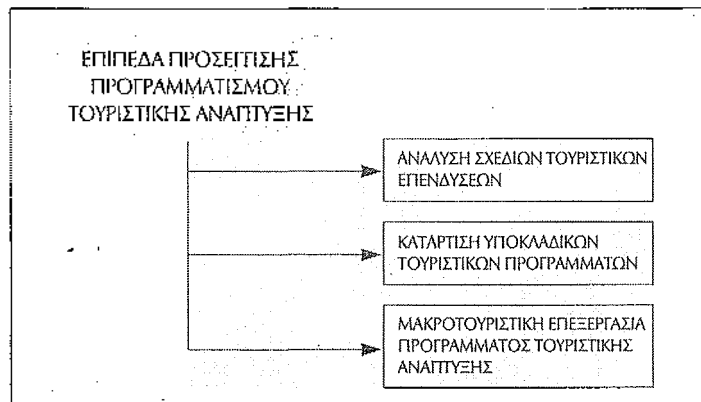 ΕΠΙΠΕΔΑ ΠΡΟΣΕΓΓΙΣΗΣ
ΠΡΟΓΡΑΜΜΑΤΙΣΜΟΥ
ΤΟΥΡΙΣΤΙΚΗΣ ΑΝΑΠΤΥΞΗΣ
ΑΝΑΛΥΣΗ ΣΧΕΔΙΩΝ ΤΟΥΡΙΣΤΙΚΩΝ
ΕΠΕΝΔΥΣΕΩΝ
ΚΑΤΑΡΤΙΣΗ ΥΠΟΚΛΑΔΙΚΩΝ
ΤΟΥΡΙΣΤΙΚΩΝ ΠΡΟΓΡΑΜΜΑΤΩΝ
ΜΑΚΡΟΤΟΥΡΙΣΤΙΚΗ ΕΠΕΞΕΡΓΑΣΙΑ
ΠΡΟΓΡΑΜΜΑΤΟΣ ΤΟΥΡΙΣΤΙΚΗΣ
ΑΝΑΠΤΥΞΗΣ